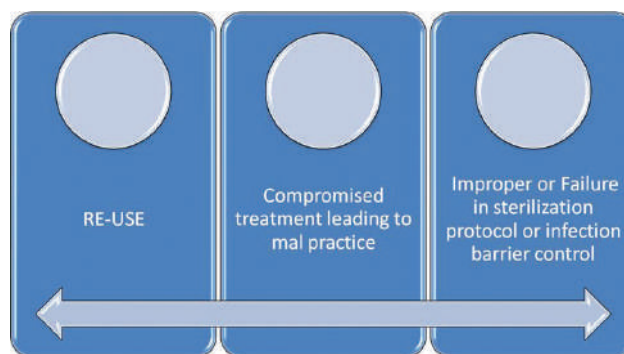 RE-USE
Compromised
treatment leading to
mal practice
Improper or Failure
in sterilization
protocol or infection
barrier control